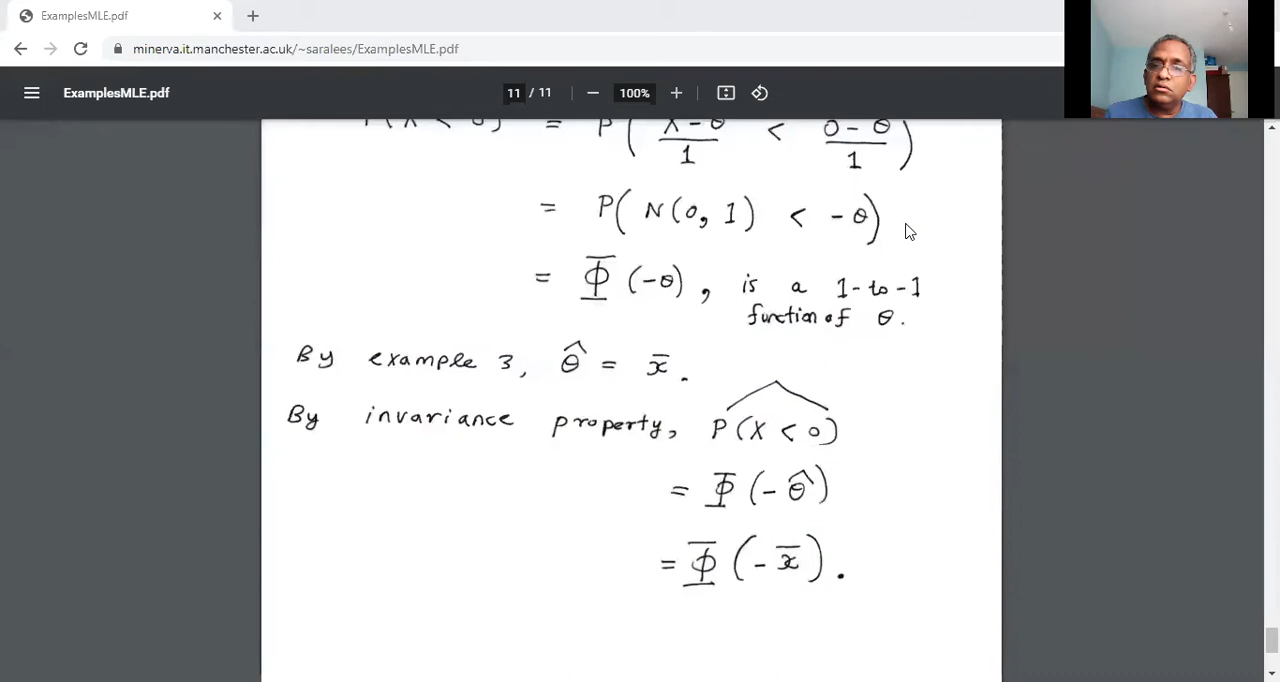 ExamplesMLE.pdf
minerva.it.manchester.ac.uk/~saralees/ExamplesMLE.pdf
ExamplesMLE.pdf 11 / 11 100%
P(X < 0) = P( X-θ / 1 < 0-θ / 1 )
= P( N(0, 1) < -θ)
= Φ (-θ), is a 1-to-1
function of θ.
By example 3, θ̂ = x̄.
By invariance property, P(X < 0)
= Φ (-θ̂)
= Φ (-x̄).